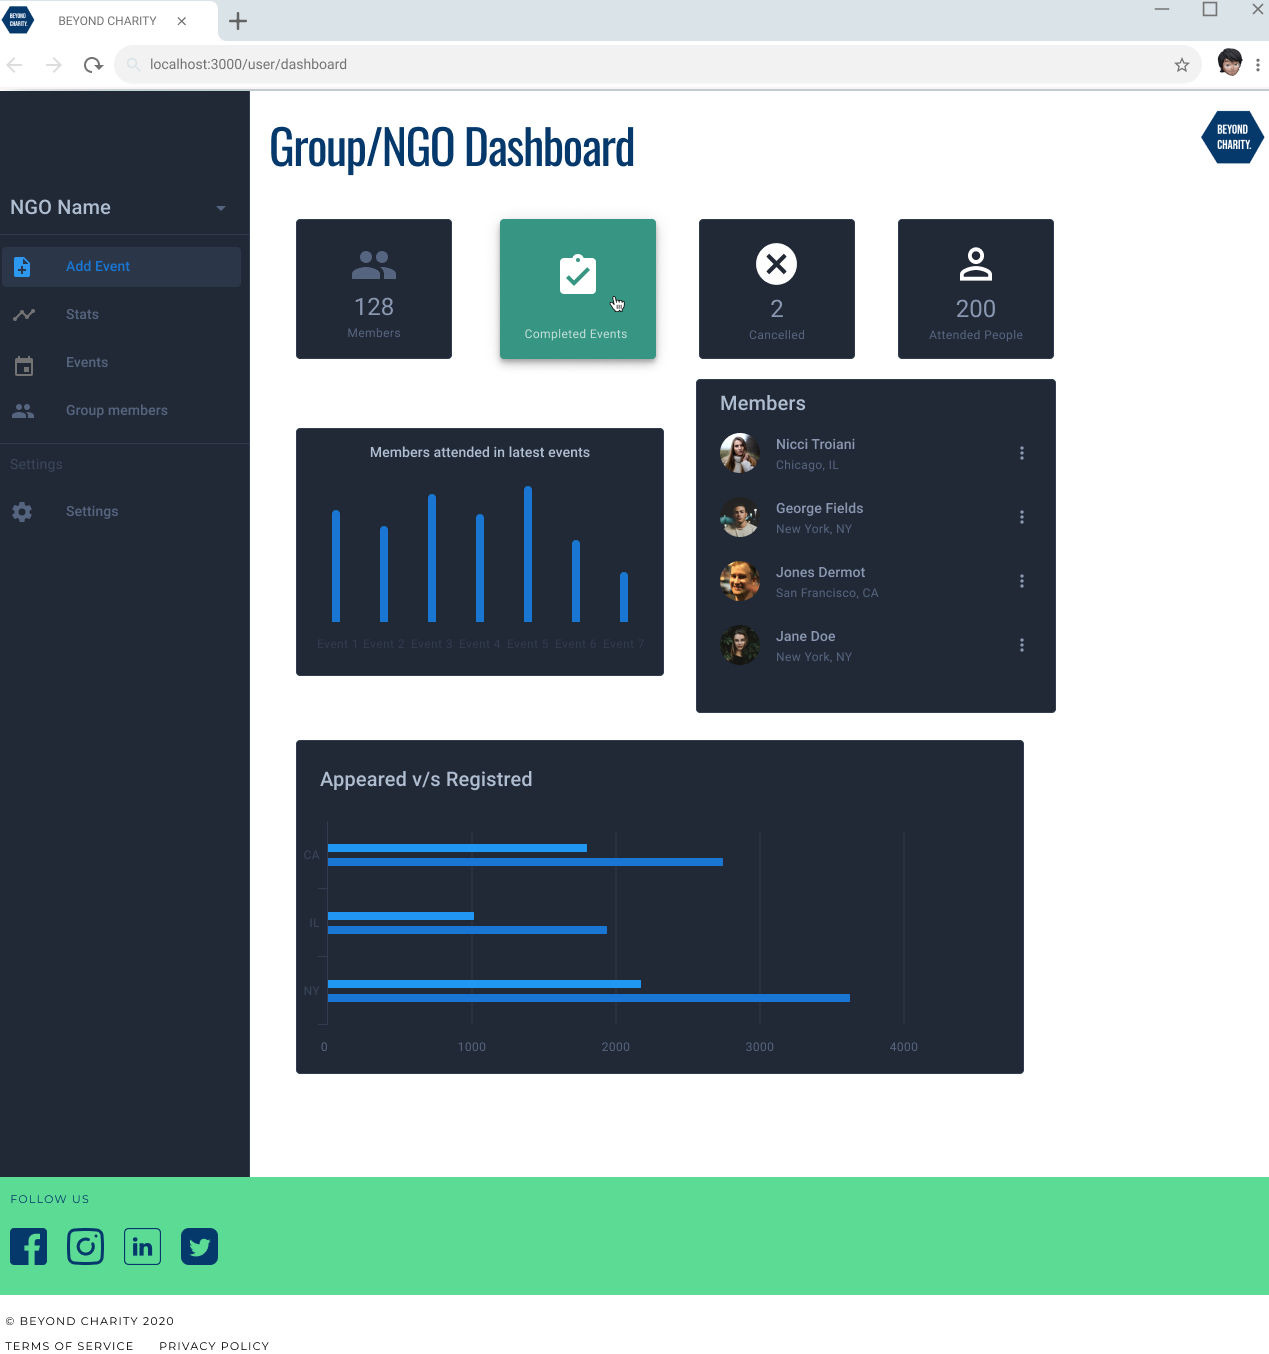 BEYOND
CHARITY.
BEYOND CHARITY
localhost:3000/user/dashboard
Group/NGO Dashboard
BEYOND
CHARITY.
NGO Name
Add Event
Stats
Events
Group members
Settings
Settings
128
Members
Completed Events
2
Cancelled
200
Attended People
Members attended in latest events
Event 1 Event 2 Event 3 Event 4 Event 5 Event 6 Event 7
Members
Nicci Troiani
Chicago, IL
George Fields
New York, NY
Jones Dermot
San Francisco, CA
Jane Doe
New York, NY
Appeared v/s Registred
CA
IL
NY
0 1000 2000 3000 4000
FOLLOW US
© BEYOND CHARITY 2020
TERMS OF SERVICE PRIVACY POLICY